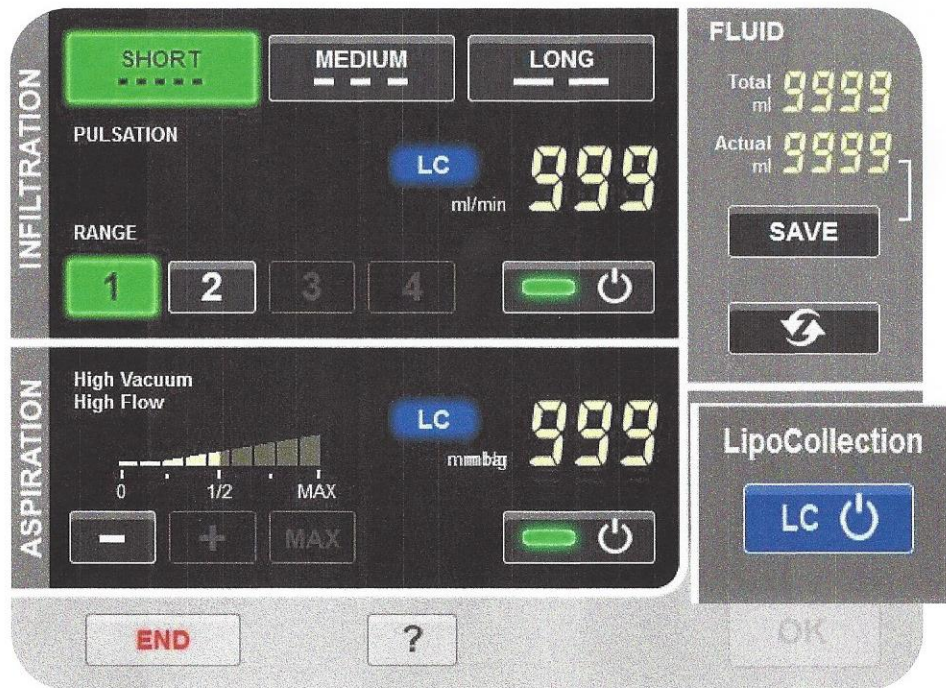 INFILTRATION
SHORT
MEDIUM
LONG
PULSATION
LC
999
ml/min
RANGE
1
2
3
4
ASPIRATION
High Vacuum
High Flow
LC
999
0
1/2
MAX
-
+
MAX
FLUID
Total
ml
9999
Actual
ml
9999
SAVE
LipoCollection
LC
END
?
OK